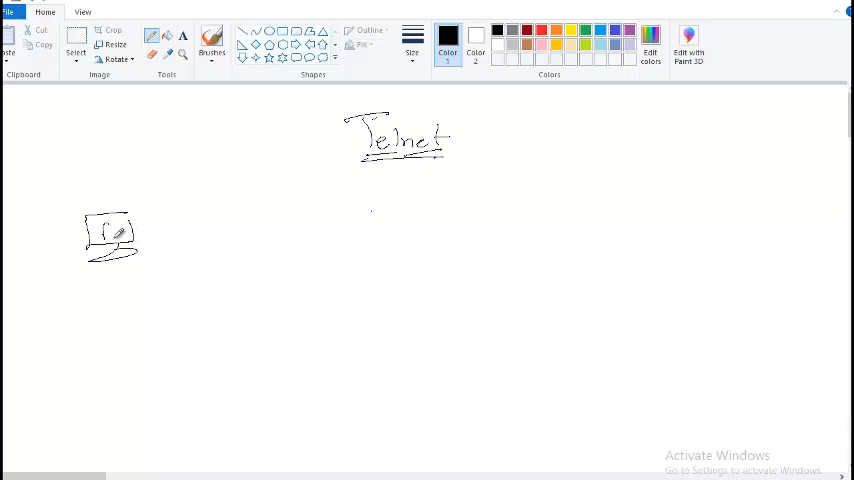 File Home View
Cut
Copy
Paste
Clipboard
Select
Crop
Resize
Rotate
Image
Tools
Brushes
Shapes
Outline
Fill
Size
Color
1
Color
2
Edit
colors
Colors
Edit with
Paint 3D
Telnet
Activate Windows
Go to Settings to activate Windows.